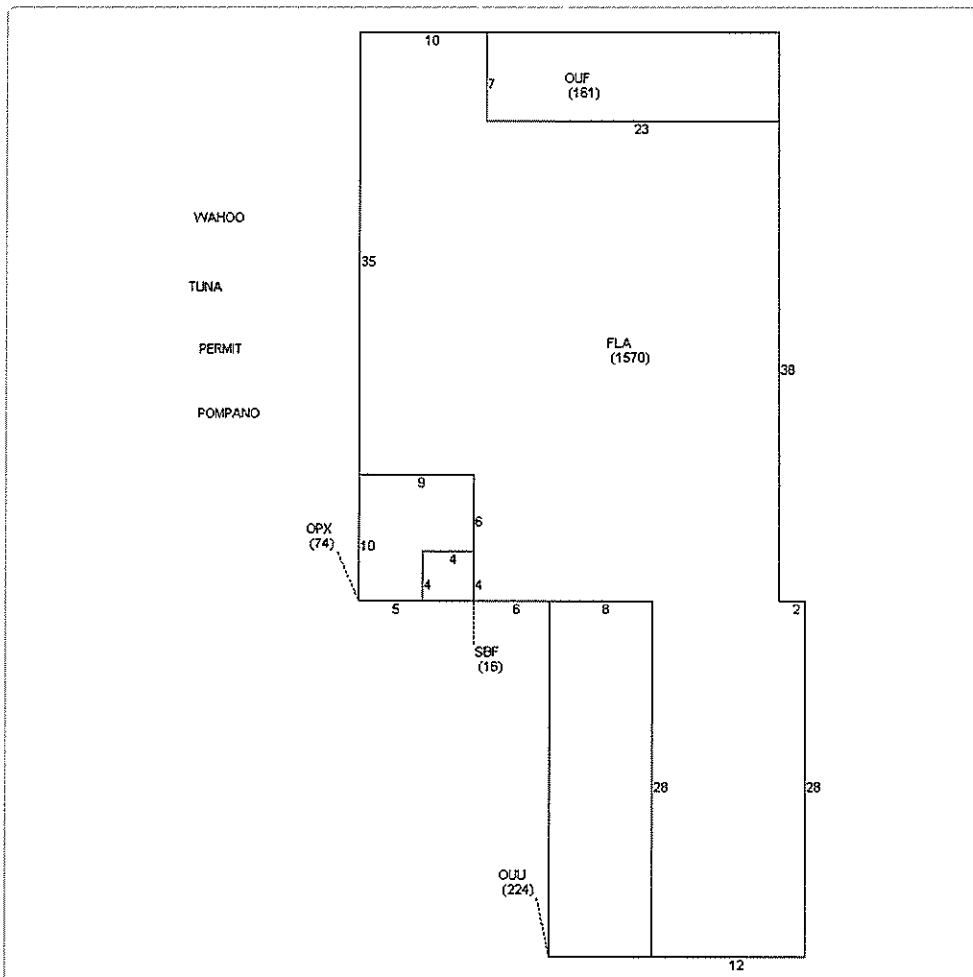 10
OUF
(161)
7
23
WAHOO
35
TUNA
FLA
(1570)
PERMIT
38
POMPANO
9
OPX
(74)
6
10
4
4
4
5
6
8
2
SBF
(16)
28
28
OUU
(224)
12